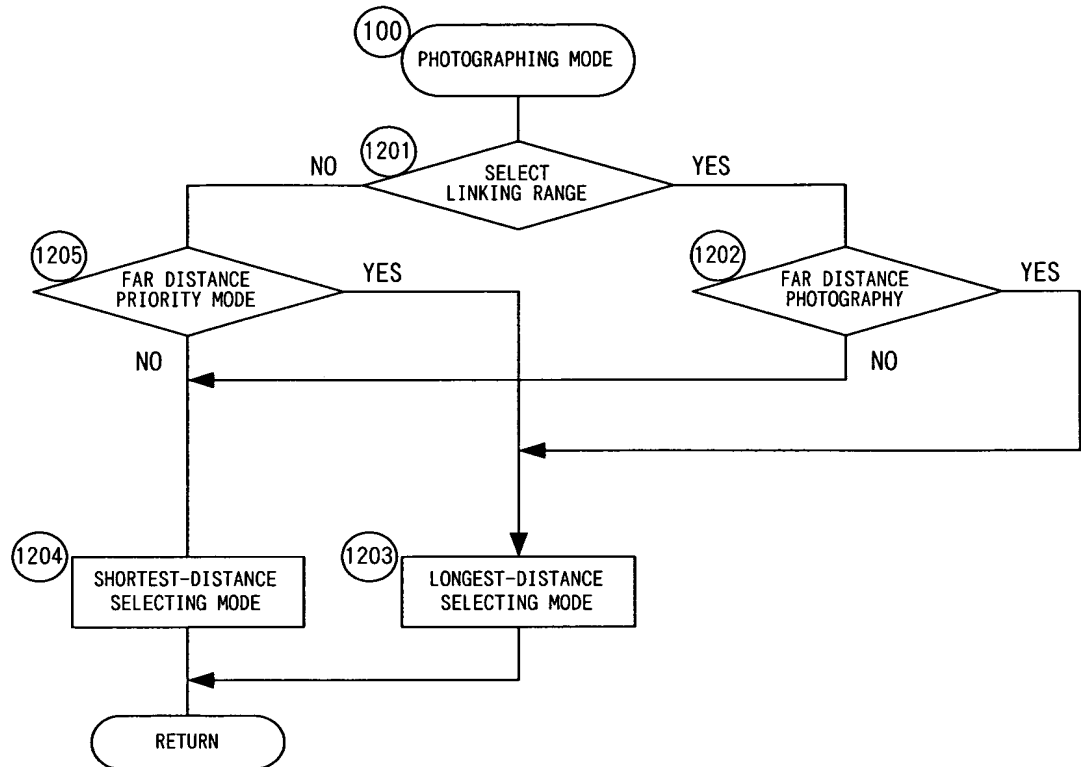 100
PHOTOGRAPHING MODE
1201
SELECT
LINKING RANGE
NO
YES
1205
FAR DISTANCE
PRIORITY MODE
YES
NO
1202
FAR DISTANCE
PHOTOGRAPHY
YES
NO
1204
SHORTEST-DISTANCE
SELECTING MODE
1203
LONGEST-DISTANCE
SELECTING MODE
RETURN